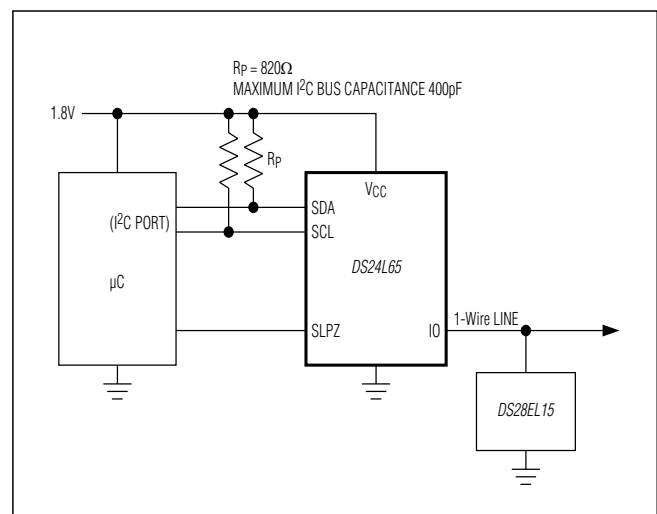 RP = 820Ω
MAXIMUM I2C BUS CAPACITANCE 400pF
1.8V
RP
VCC
(I2C PORT)
SDA
SCL
µC
DS24L65
SLPZ
IO
1-Wire LINE
DS28EL15